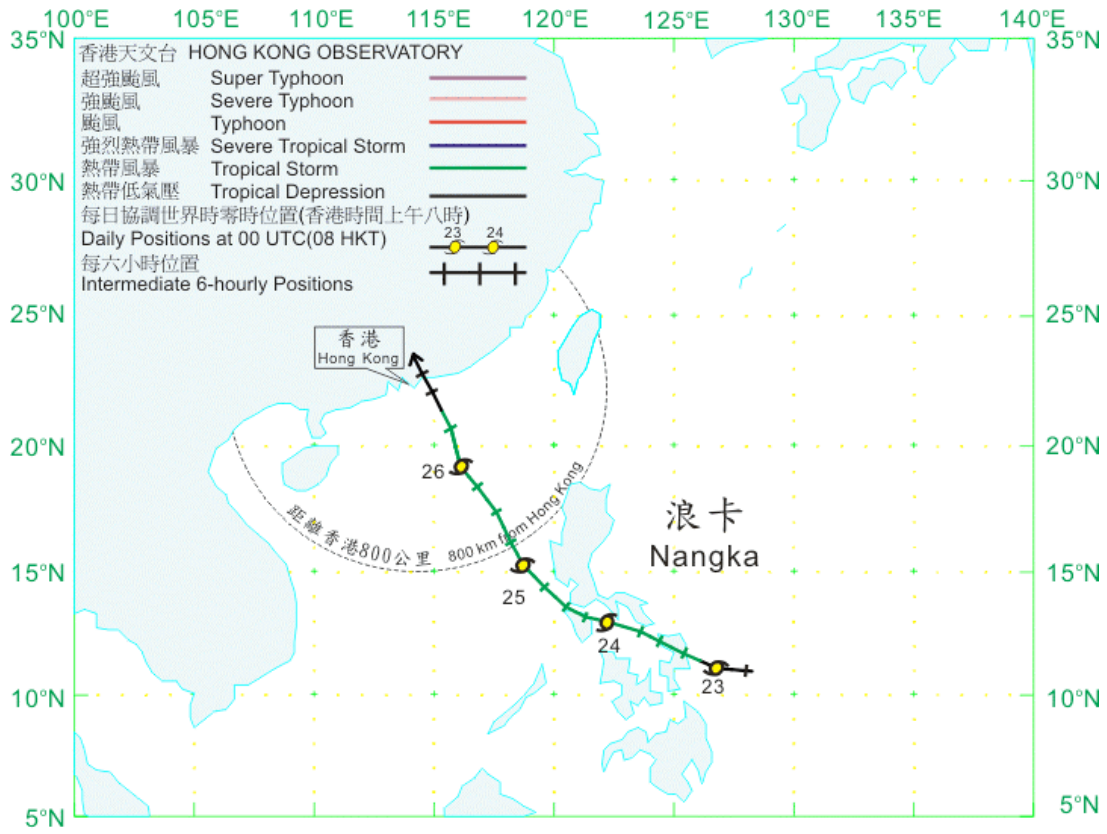 100°E 105°E 110°E 115°E 120°E 125°E 130°E 135°E 140°E
35°N 35°N
香港天文台 HONG KONG OBSERVATORY
超強颱風 Super Typhoon
強颱風 Severe Typhoon
颱風 Typhoon
強烈熱帶風暴 Severe Tropical Storm
熱帶風暴 Tropical Storm
熱帶低氣壓 Tropical Depression
每日協調世界時零時位置(香港時間上午八時)
Daily Positions at 00 UTC(08 HKT) 23 24
每六小時位置
Intermediate 6-hourly Positions
30°N 30°N
25°N 25°N
香港
Hong Kong
20°N 20°N
26
距離香港800公里 800 km from Hong Kong
浪卡
Nangka
15°N 15°N
25
24
23
10°N 10°N
5°N 5°N